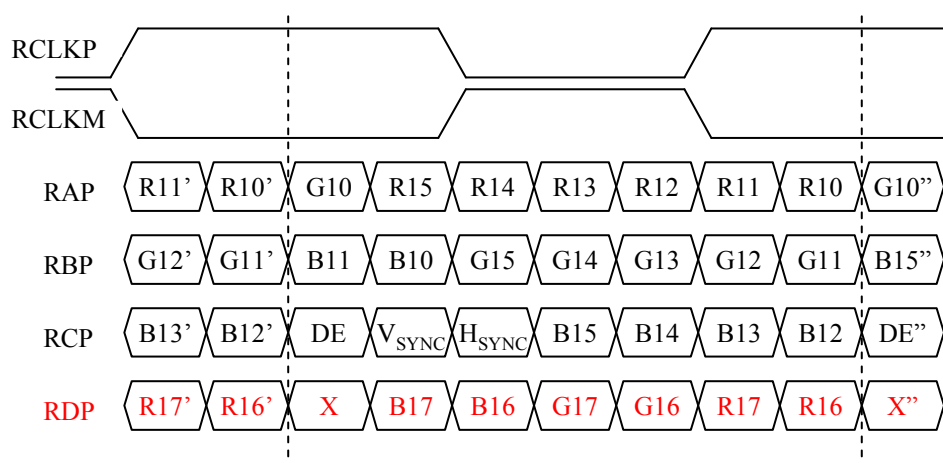 RCLKP
RCLKM
RAP R11’ R10’ G10 R15 R14 R13 R12 R11 R10 G10”
RBP G12’ G11’ B11 B10 G15 G14 G13 G12 G11 B15”
RCP B13’ B12’ DE VSYNC HSYNC B15 B14 B13 B12 DE”
RDP R17’ R16’ X B17 B16 G17 G16 R17 R16 X”